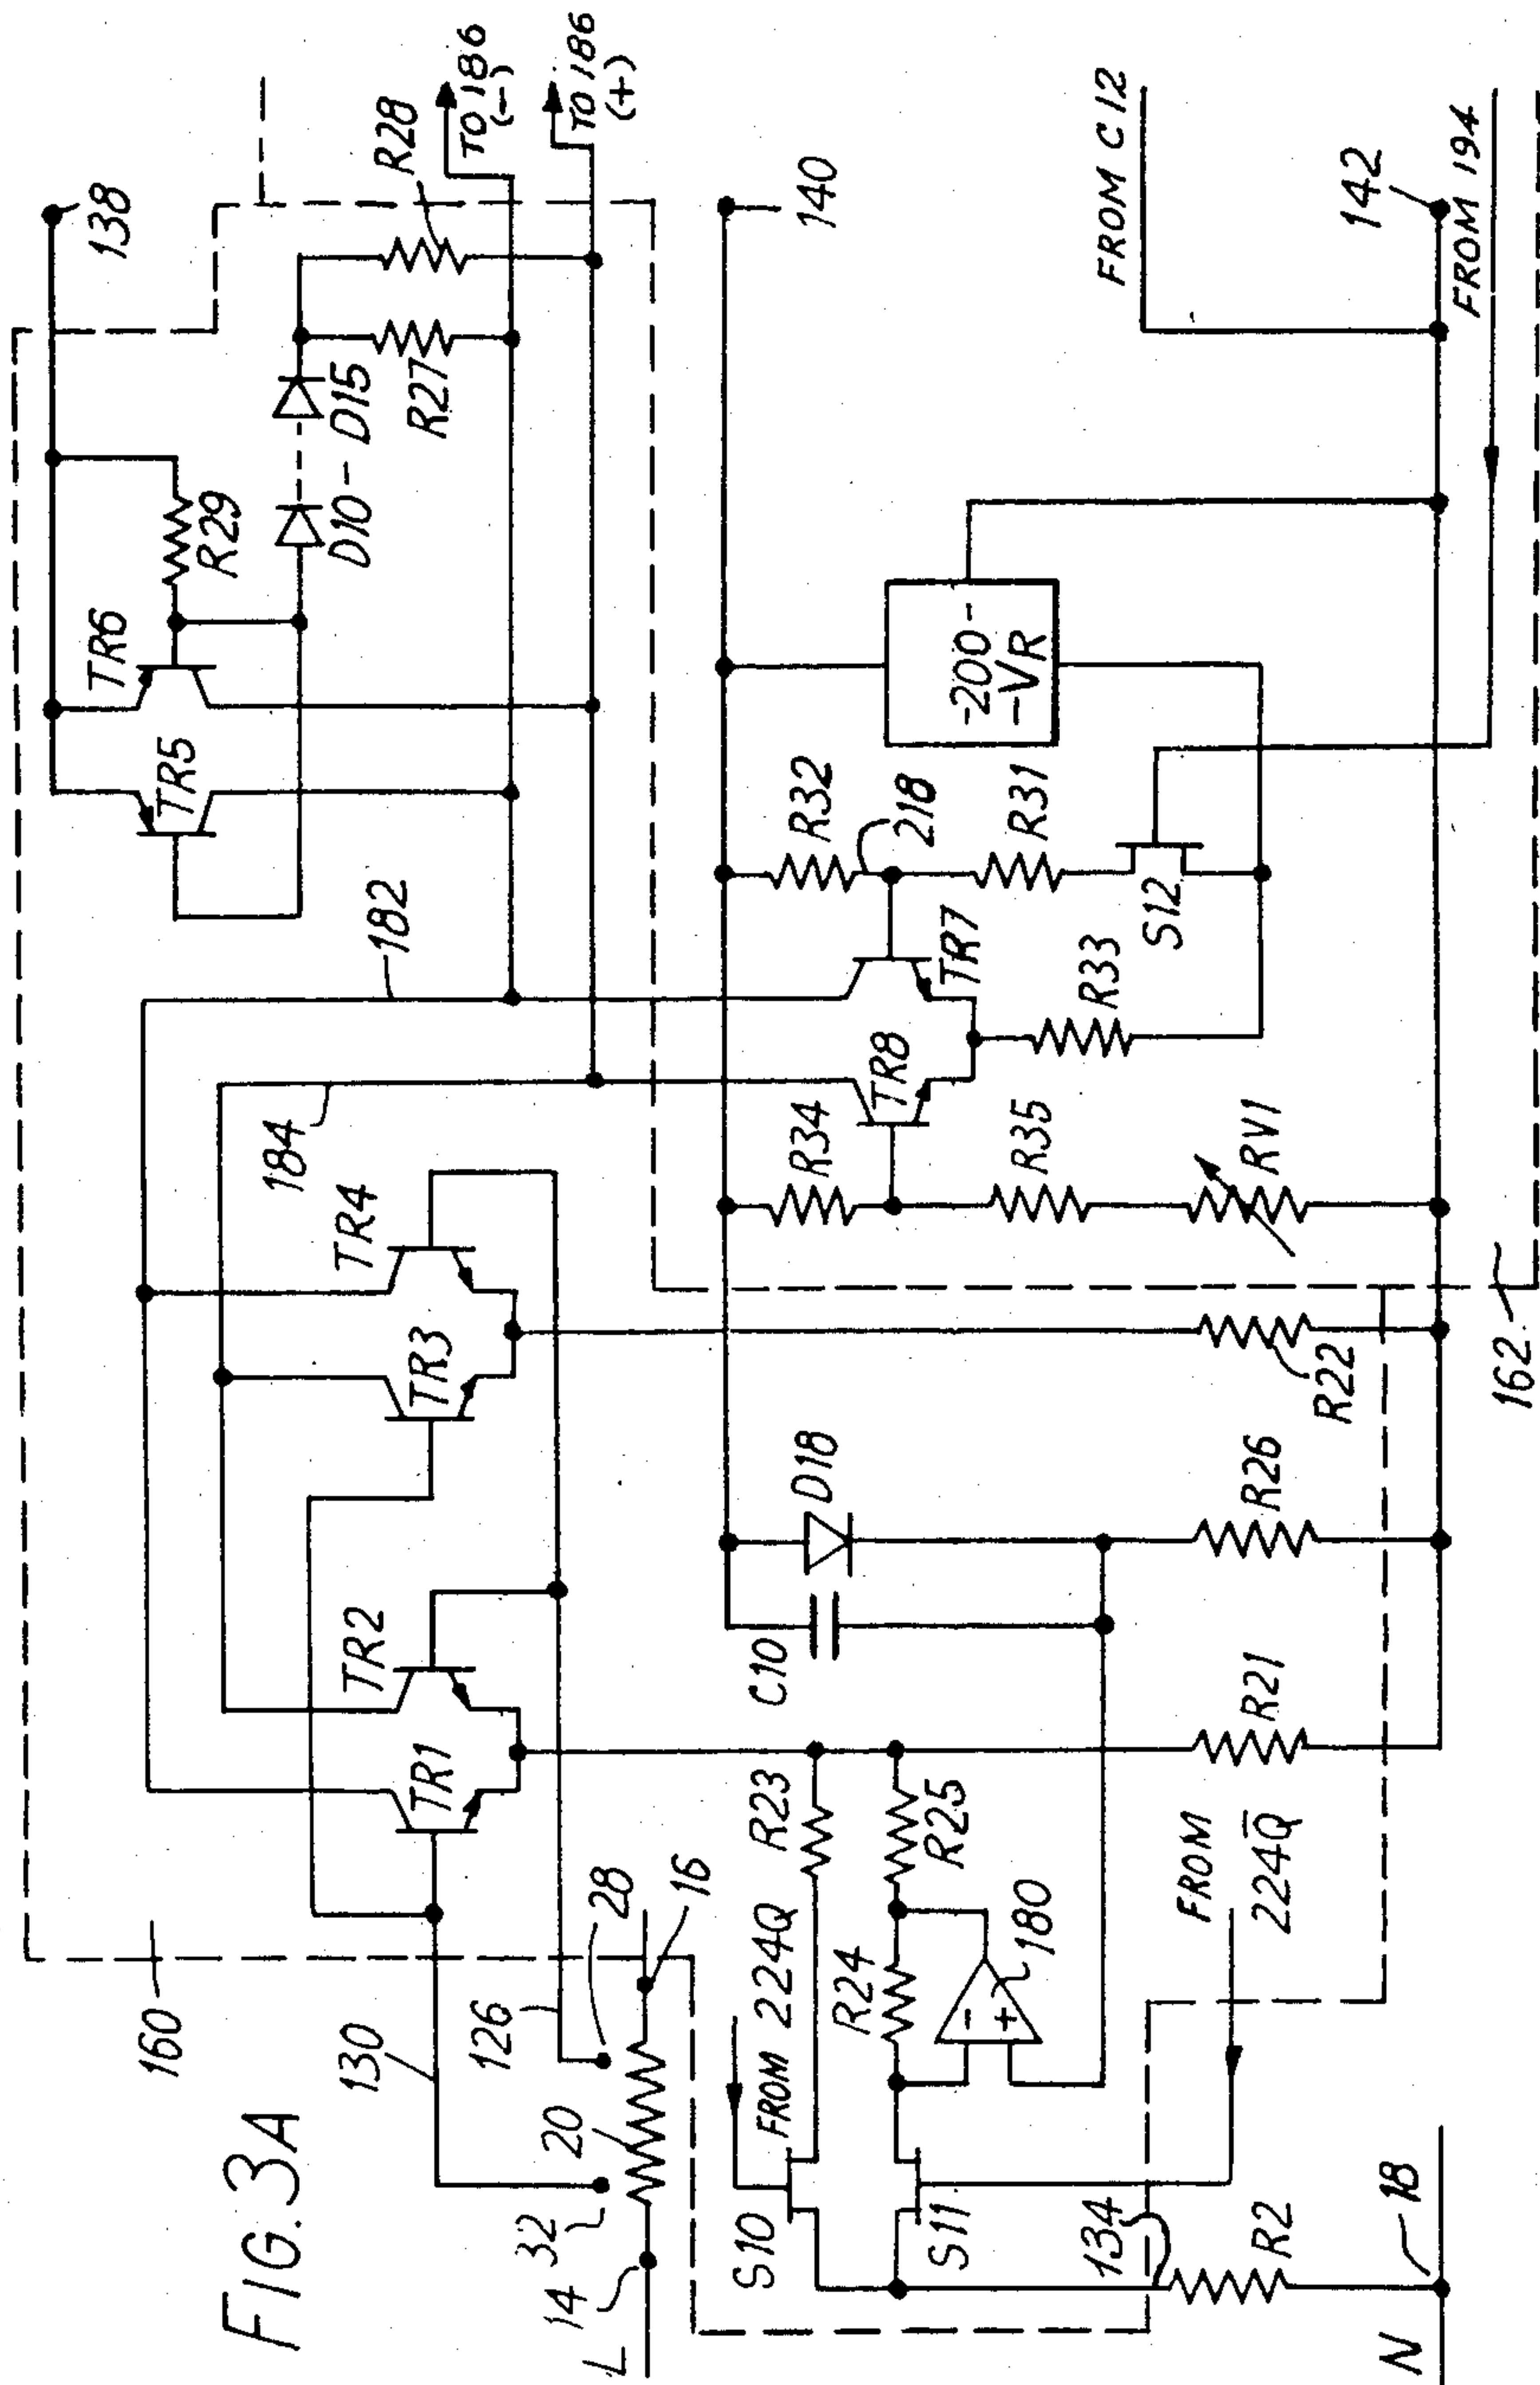 FIG. 3A
160
130
126
184
182
TR1
TR2
TR3
TR4
TR5
TR6
R29
D10 - D15
R27
R28
138
TO 186
(-)
TO 186
(+)
L
14
32
20
28
16
FROM 224Q
S10
S11
R23
R24
R25
180
-
+
FROM
224Q̅
134
R2
N
18
C10
D18
R21
R26
R22
162
R34
R35
RV1
TR8
TR7
R33
R32
218
R31
S12
-200-
-VR
140
FROM C12
142
FROM 194